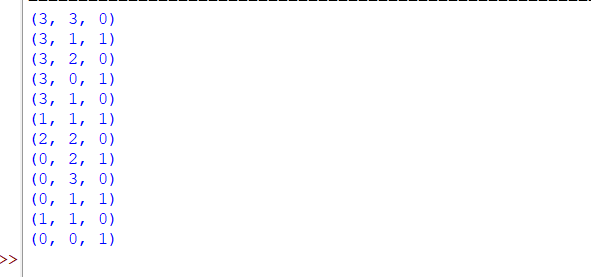 (3, 3, 0)
(3, 1, 1)
(3, 2, 0)
(3, 0, 1)
(3, 1, 0)
(1, 1, 1)
(2, 2, 0)
(0, 2, 1)
(0, 3, 0)
(0, 1, 1)
(1, 1, 0)
(0, 0, 1)
>>